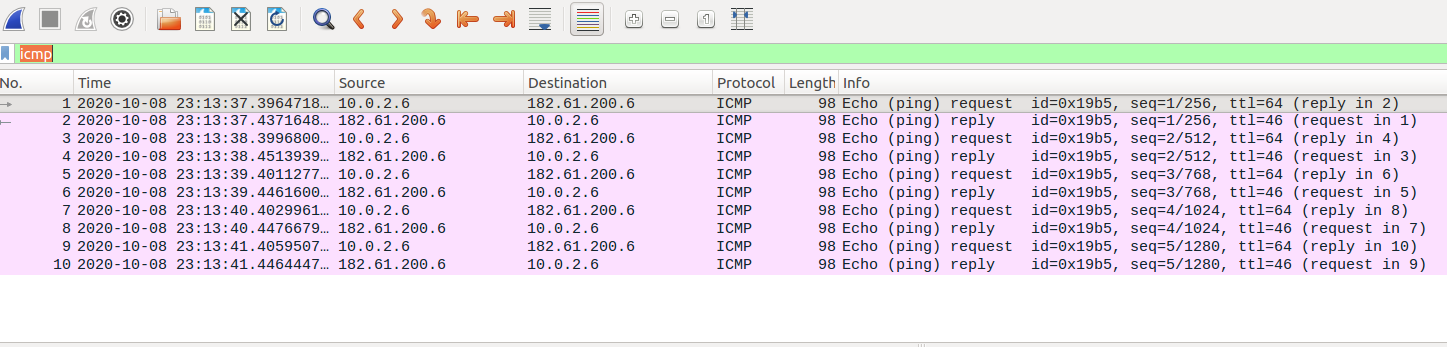 icmp
No. Time Source Destination Protocol Length Info
1 2020-10-08 23:13:37.3964718… 10.0.2.6 182.61.200.6 ICMP 98 Echo (ping) request id=0x19b5, seq=1/256, ttl=64 (reply in 2)
2 2020-10-08 23:13:37.4371648… 182.61.200.6 10.0.2.6 ICMP 98 Echo (ping) reply id=0x19b5, seq=1/256, ttl=46 (request in 1)
3 2020-10-08 23:13:38.3996800… 10.0.2.6 182.61.200.6 ICMP 98 Echo (ping) request id=0x19b5, seq=2/512, ttl=64 (reply in 4)
4 2020-10-08 23:13:38.4513939… 182.61.200.6 10.0.2.6 ICMP 98 Echo (ping) reply id=0x19b5, seq=2/512, ttl=46 (request in 3)
5 2020-10-08 23:13:39.4011277… 10.0.2.6 182.61.200.6 ICMP 98 Echo (ping) request id=0x19b5, seq=3/768, ttl=64 (reply in 6)
6 2020-10-08 23:13:39.4461600… 182.61.200.6 10.0.2.6 ICMP 98 Echo (ping) reply id=0x19b5, seq=3/768, ttl=46 (request in 5)
7 2020-10-08 23:13:40.4029961… 10.0.2.6 182.61.200.6 ICMP 98 Echo (ping) request id=0x19b5, seq=4/1024, ttl=64 (reply in 8)
8 2020-10-08 23:13:40.4476679… 182.61.200.6 10.0.2.6 ICMP 98 Echo (ping) reply id=0x19b5, seq=4/1024, ttl=46 (request in 7)
9 2020-10-08 23:13:41.4059507… 10.0.2.6 182.61.200.6 ICMP 98 Echo (ping) request id=0x19b5, seq=5/1280, ttl=64 (reply in 10)
10 2020-10-08 23:13:41.4464447… 182.61.200.6 10.0.2.6 ICMP 98 Echo (ping) reply id=0x19b5, seq=5/1280, ttl=46 (request in 9)